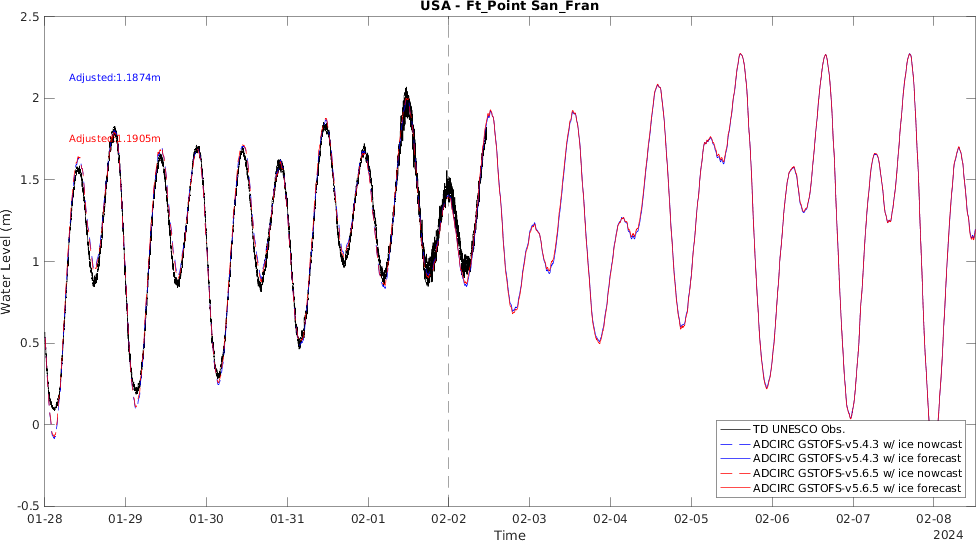 USA - Ft_Point San_Fran
2.5
2
1.5
1
0.5
0
-0.5
Water Level (m)
Adjusted:1.1874m
Adjusted:1.1905m
TD UNESCO Obs.
ADCIRC GSTOFS-v5.4.3 w/ ice nowcast
ADCIRC GSTOFS-v5.4.3 w/ ice forecast
ADCIRC GSTOFS-v5.6.5 w/ ice nowcast
ADCIRC GSTOFS-v5.6.5 w/ ice forecast
01-28 01-29 01-30 01-31 02-01 02-02 02-03 02-04 02-05 02-06 02-07 02-08
Time
2024